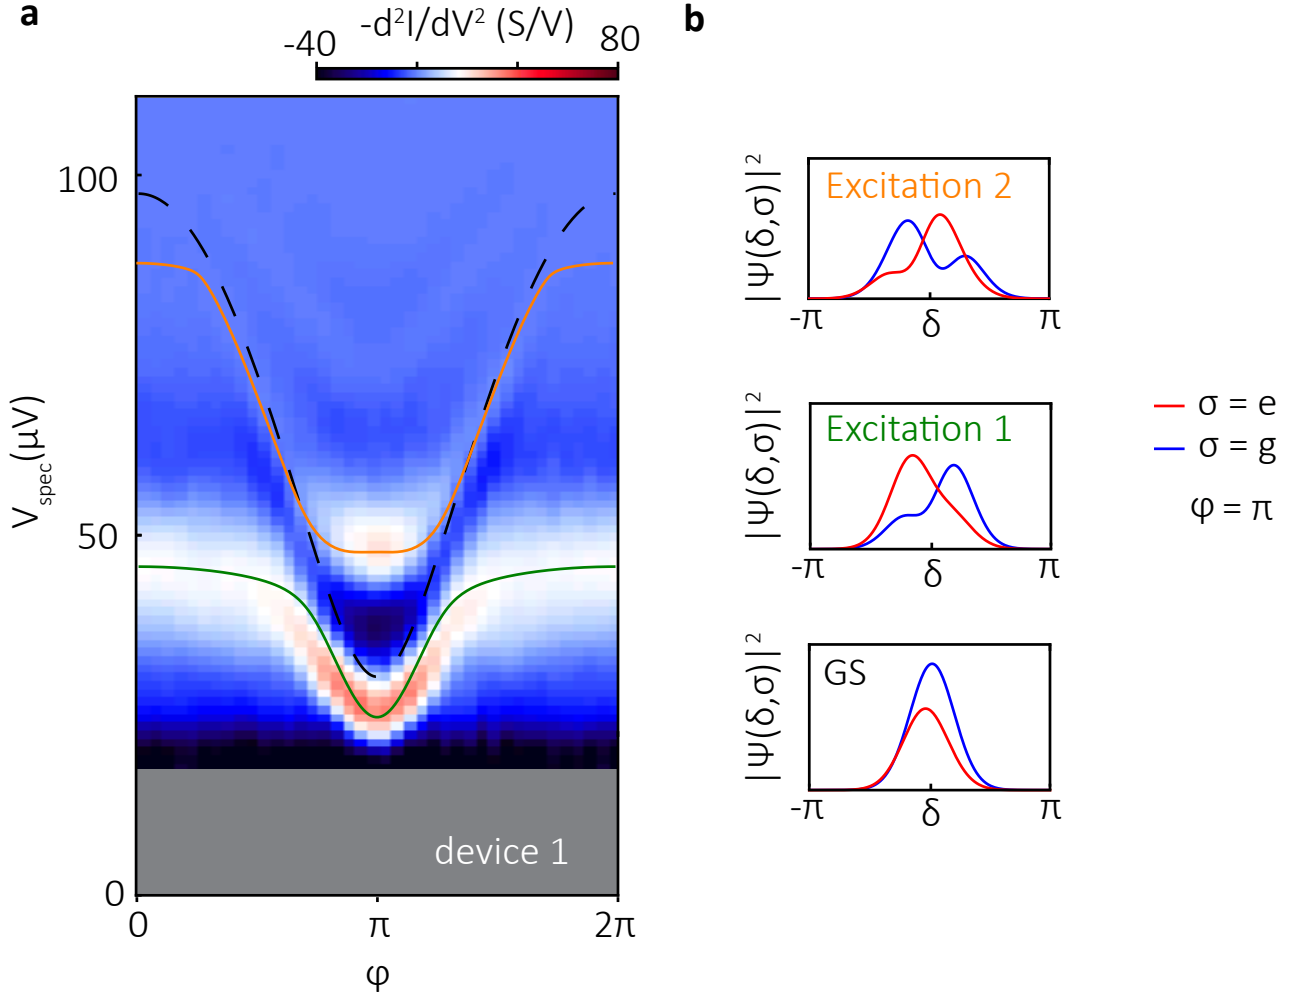 a
-d²I/dV² (S/V)
-40
80
100
50
0
V_spec (μV)
device 1
0
π
2π
φ
b
|Ψ(δ,σ)|²
Excitation 2
-π
δ
π
|Ψ(δ,σ)|²
Excitation 1
-π
δ
π
|Ψ(δ,σ)|²
GS
-π
δ
π
σ = e
σ = g
φ = π